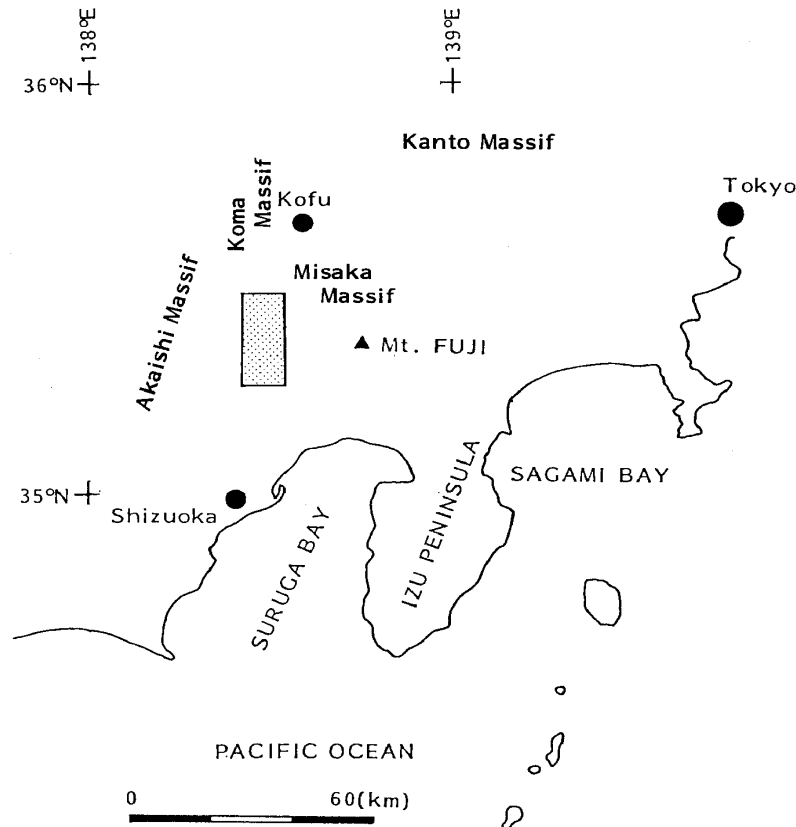 138°E
139°E
36°N
Kanto Massif
Koma
Massif
Kofu
Tokyo
Misaka
Massif
Akaishi Massif
Mt. FUJI
35°N
Shizuoka
SURUGA BAY
IZU PENINSULA
SAGAMI BAY
PACIFIC OCEAN
0 60(km)